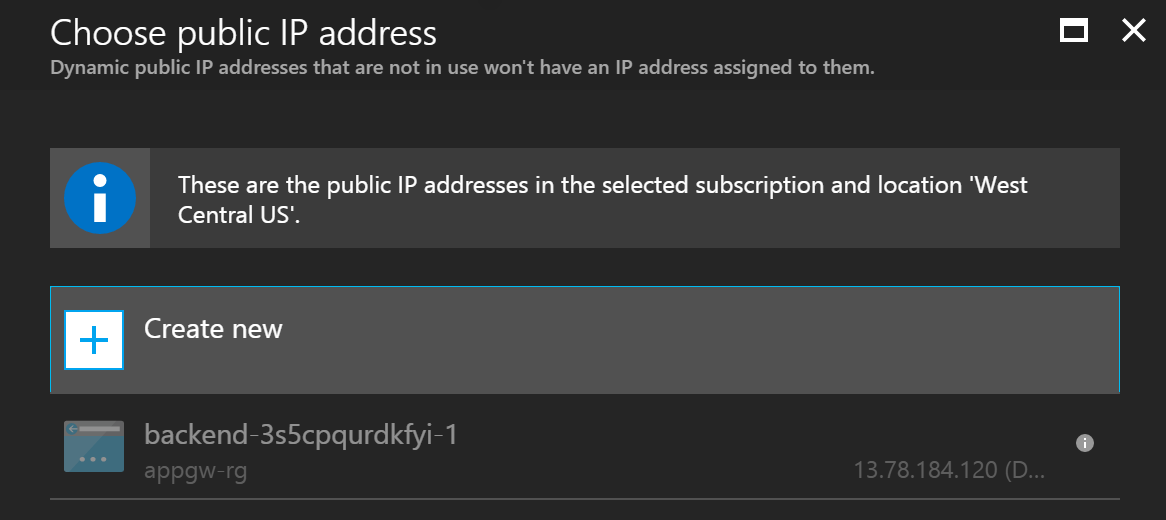 Choose public IP address
Dynamic public IP addresses that are not in use won't have an IP address assigned to them.
These are the public IP addresses in the selected subscription and location 'West
Central US'.
Create new
backend-3s5cpqurdkfyi-1
appgw-rg
13.78.184.120 (D...